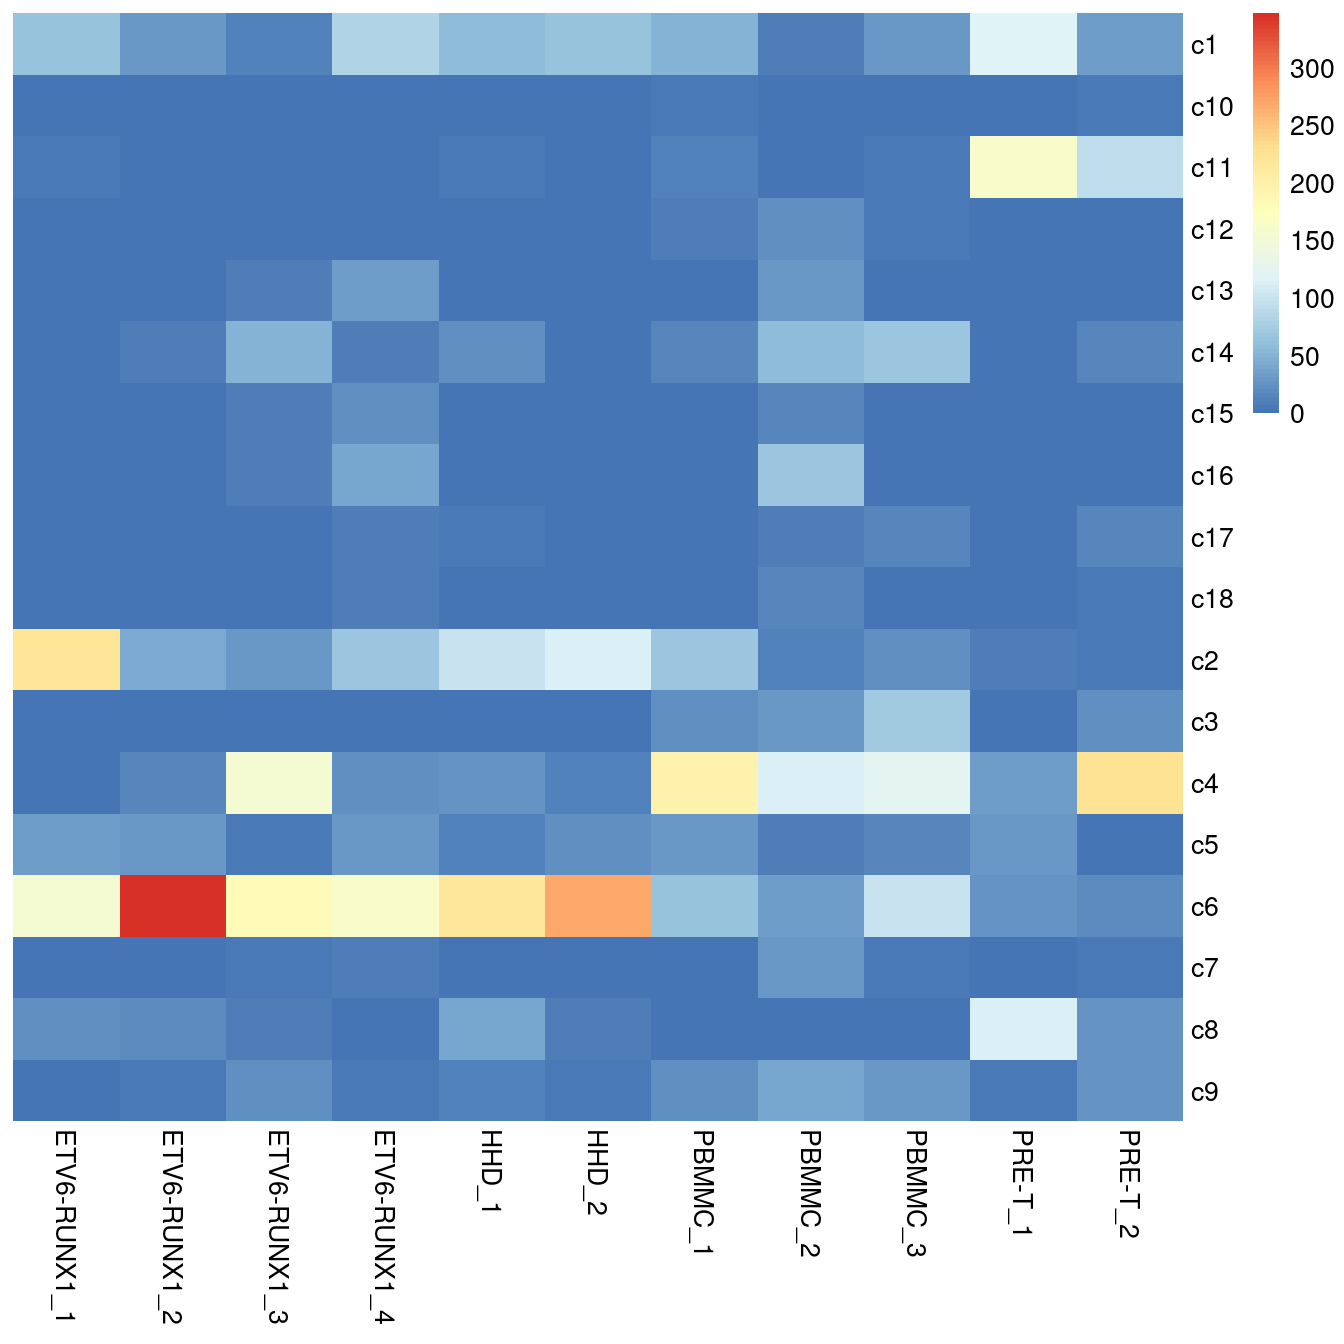 c1
c10
c11
c12
c13
c14
c15
c16
c17
c18
c2
c3
c4
c5
c6
c7
c8
c9
300
250
200
150
100
50
0
ETV6-RUNX1_1
ETV6-RUNX1_2
ETV6-RUNX1_3
ETV6-RUNX1_4
HHD_1
HHD_2
PBMMC_1
PBMMC_2
PBMMC_3
PRE-T_1
PRE-T_2